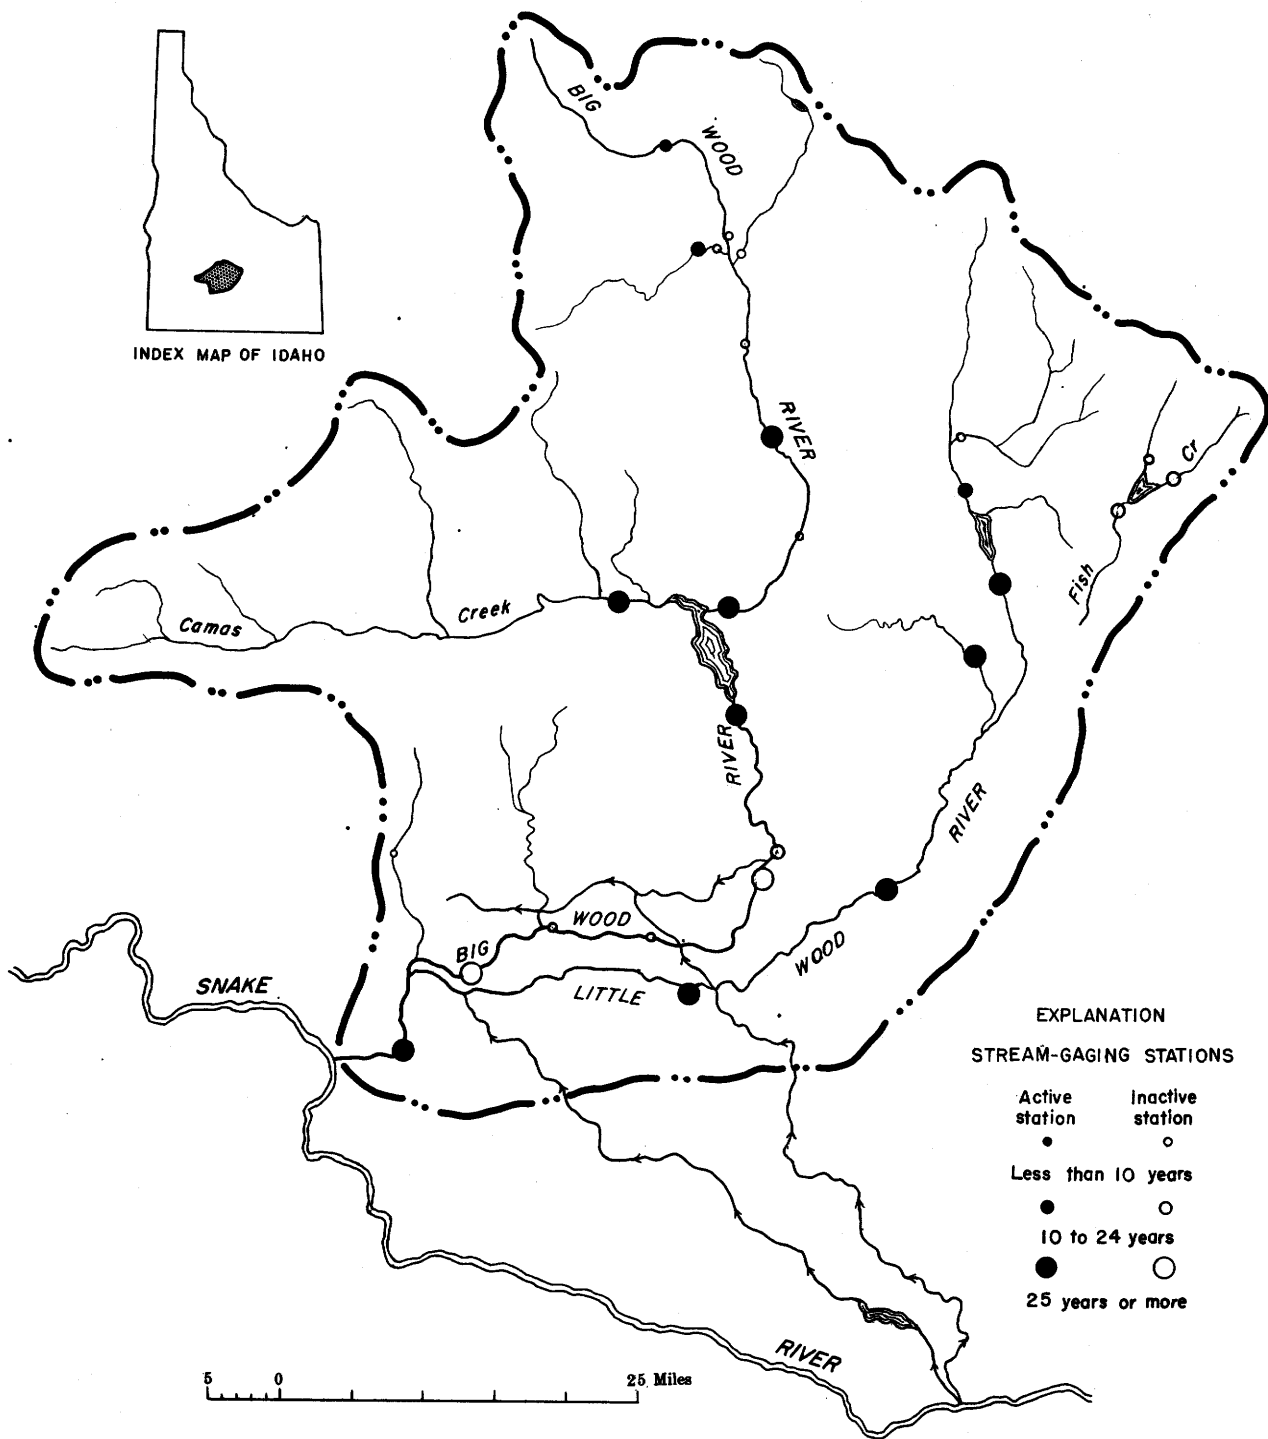 BIG
WOOD
INDEX MAP OF IDAHO
RIVER
Cr
Fish
Creek
Camas
RIVER
RIVER
WOOD
BIG
WOOD
SNAKE
LITTLE
EXPLANATION
STREAM-GAGING STATIONS
Active station
Inactive station
Less than 10 years
10 to 24 years
25 years or more
RIVER
5 0 25 Miles